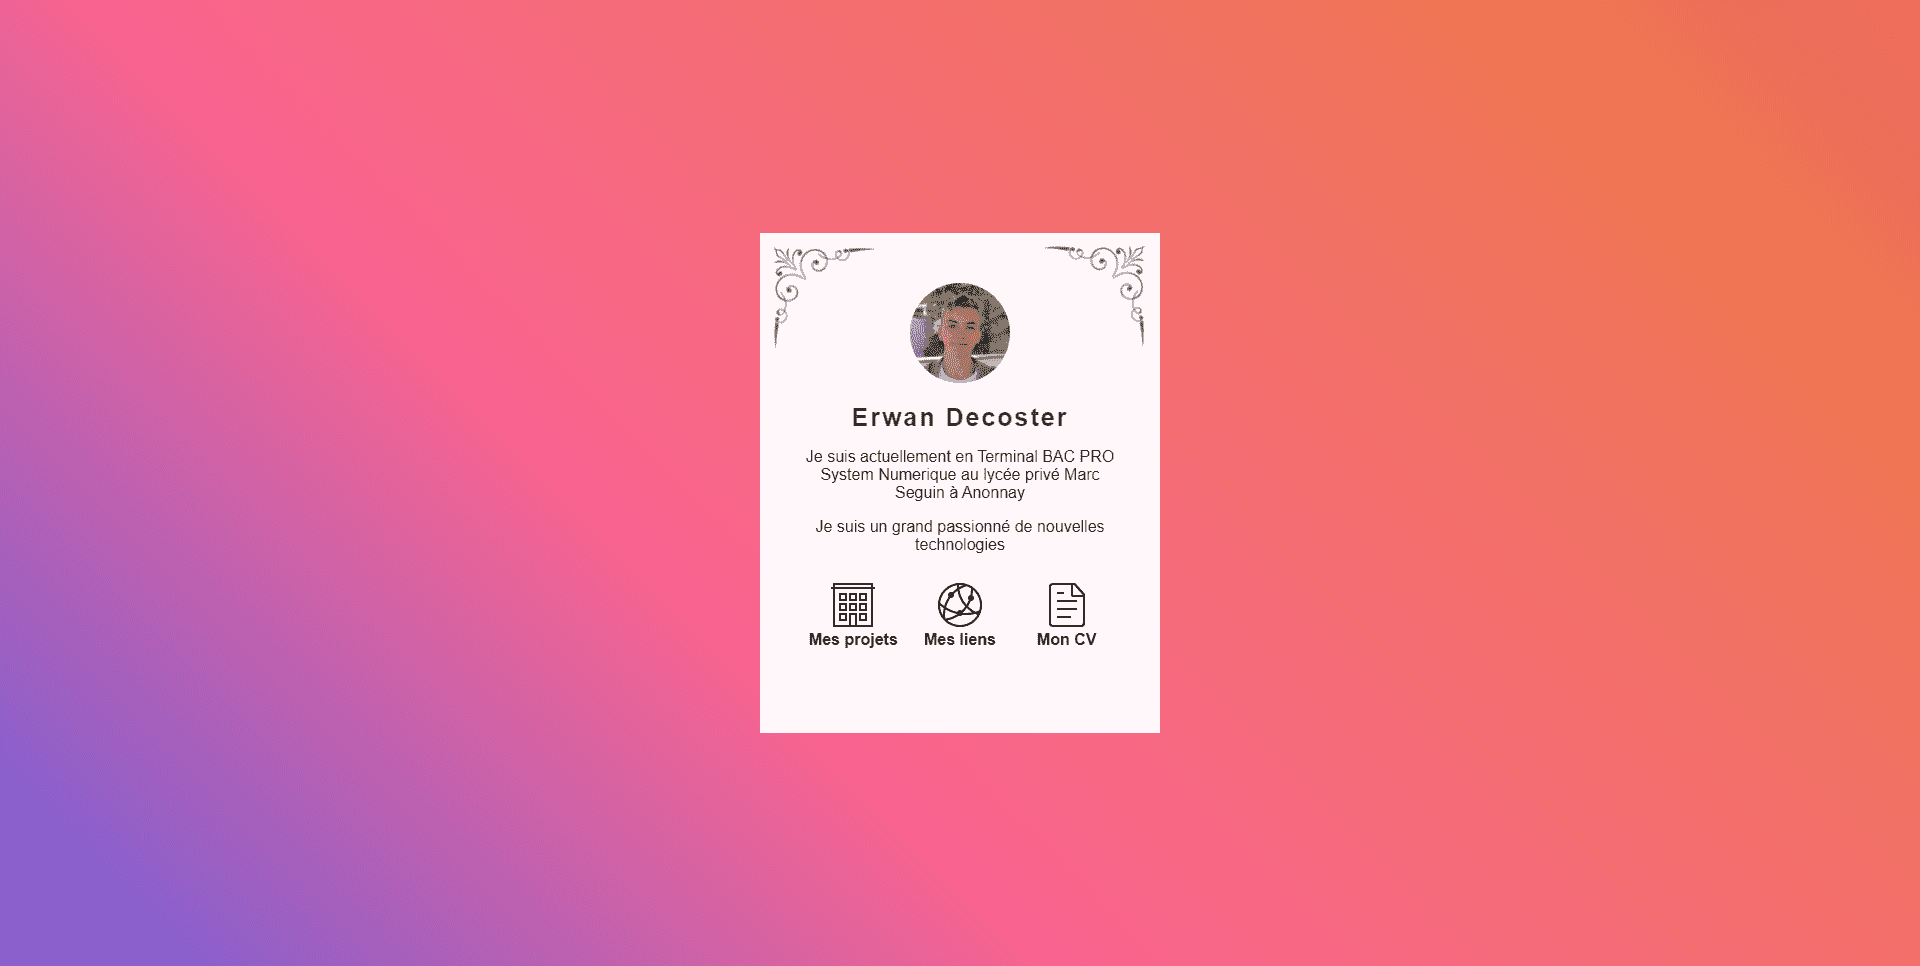 Erwan Decoster
Je suis actuellement en Terminal BAC PRO
System Numerique au lycée privé Marc
Seguin à Anonnay
Je suis un grand passionné de nouvelles
technologies
Mes projets Mes liens Mon CV